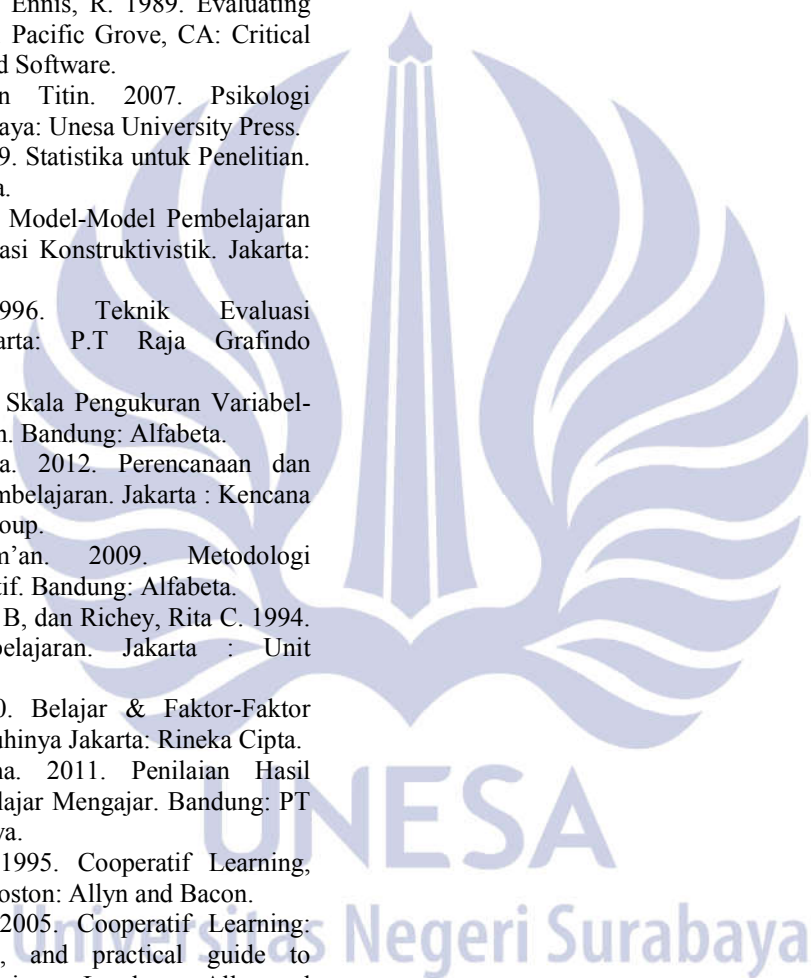 Ennis, R. 1989. Evaluating
Pacific Grove, CA: Critical
d Software.
n Titin. 2007. Psikologi
aya: Unesa University Press.
9. Statistika untuk Penelitian.
a.
Model-Model Pembelajaran
asi Konstruktivistik. Jakarta:
996. Teknik Evaluasi
arta: P.T Raja Grafindo
Skala Pengukuran Variabel-
n. Bandung: Alfabeta.
a. 2012. Perencanaan dan
mbelajaran. Jakarta : Kencana
oup.
m’an. 2009. Metodologi
tif. Bandung: Alfabeta.
B, dan Richey, Rita C. 1994.
elajaran. Jakarta : Unit
0. Belajar & Faktor-Faktor
uhinya Jakarta: Rineka Cipta.
na. 2011. Penilaian Hasil
lajar Mengajar. Bandung: PT
ya.
1995. Cooperatif Learning,
oston: Allyn and Bacon.
2005. Cooperatif Learning:
, and practical guide to
UNESA
Universitas Negeri Surabaya